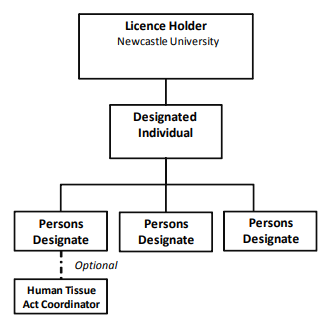 Licence Holder
Newcastle University
Designated
Individual
Persons
Designate
Persons
Designate
Persons
Designate
Optional
Human Tissue
Act Coordinator